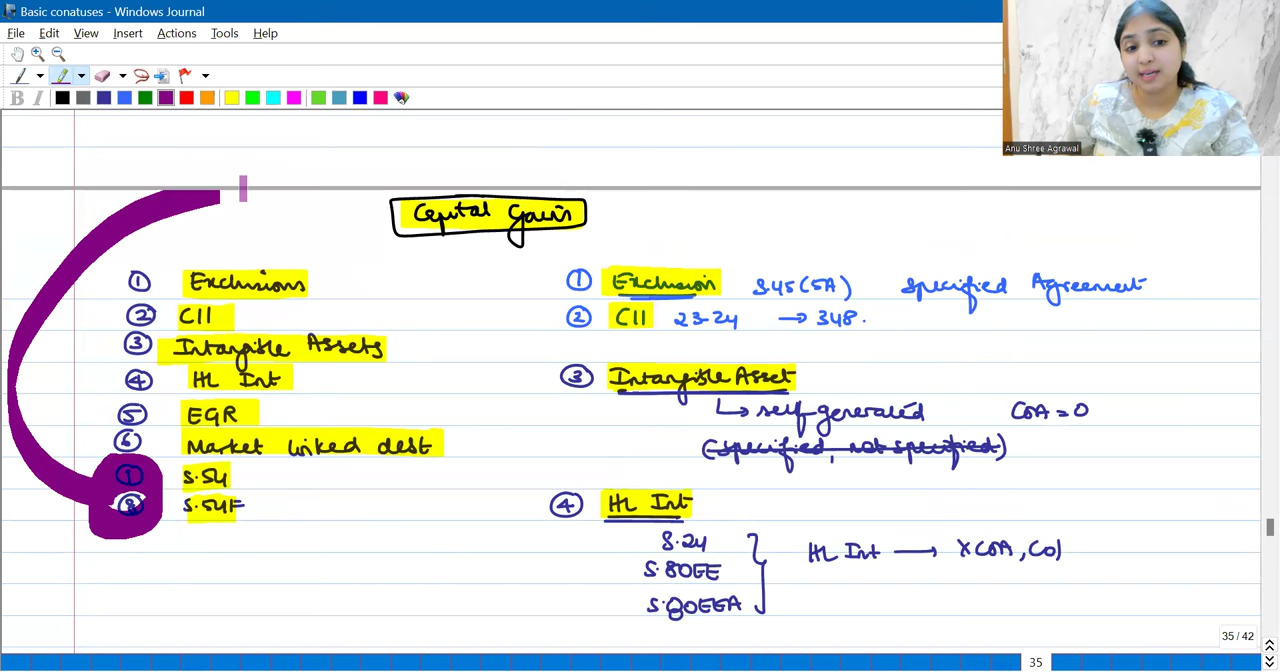 Basic conatuses - Windows Journal
File Edit View Insert Actions Tools Help
B I
Anu Shree Agrawal
Capital Gain
① Exclusions
② CII
③ Intangible Assets
④ HL Int
⑤ EGR
⑥ Market linked debt
① S.54
⑧ S.54F
① Exclusion S.45(5A) Specified Agreement
② CII 23-24 → 348.
③ Intangible Asset
↳ self generated COA = 0
(specified, not specified)
④ HL Int
S.24
S.80EE
S.80EEA
HL Int → X COA, COI
35 / 42
35